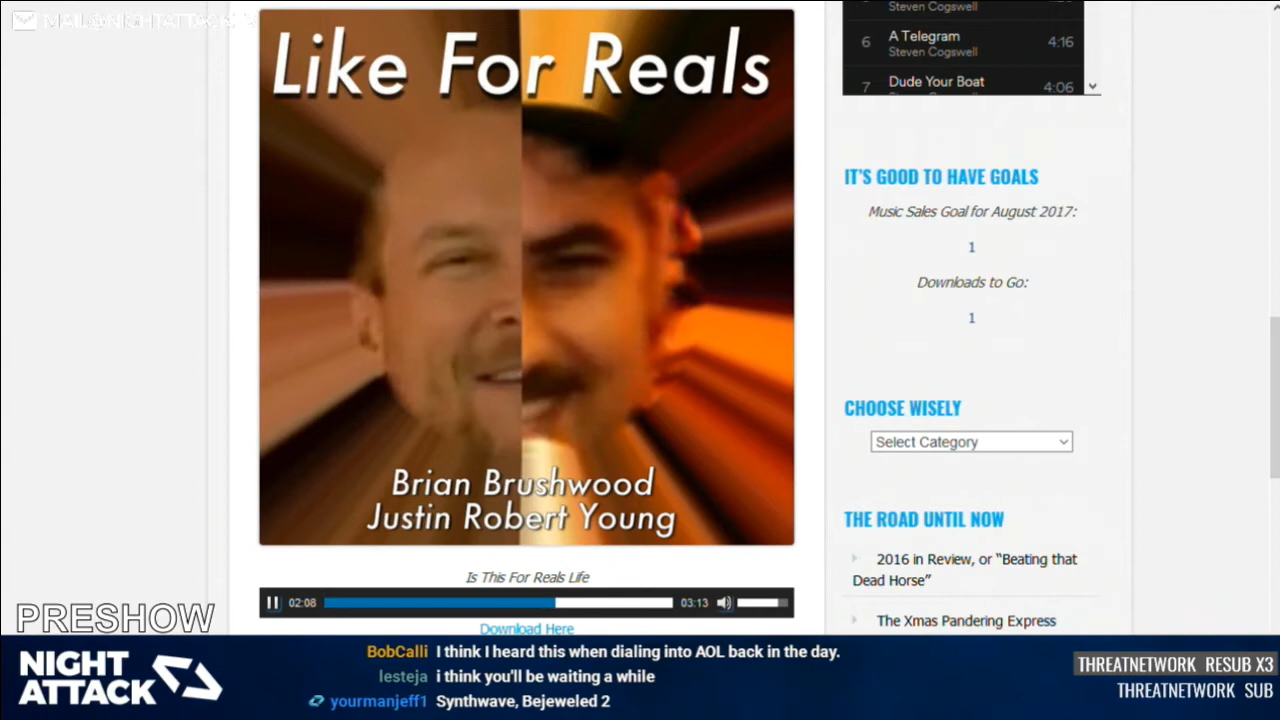 MAIL@NIGHTATTACK
Like For Reals
Brian Brushwood
Justin Robert Young
Is This For Reals Life
02:08
03:13
Download Here
Steven Cogswell
6 A Telegram 4:16
Steven Cogswell
7 Dude Your Boat 4:06
IT'S GOOD TO HAVE GOALS
Music Sales Goal for August 2017:
1
Downloads to Go:
1
CHOOSE WISELY
Select Category
THE ROAD UNTIL NOW
2016 in Review, or “Beating that
Dead Horse”
The Xmas Pandering Express
PRESHOW
NIGHT
ATTACK
BobCalli I think I heard this when dialing into AOL back in the day.
lesteja i think you'll be waiting a while
yourmanjeff1 Synthwave, Bejeweled 2
THREATNETWORK RESUB X3
THREATNETWORK SUB